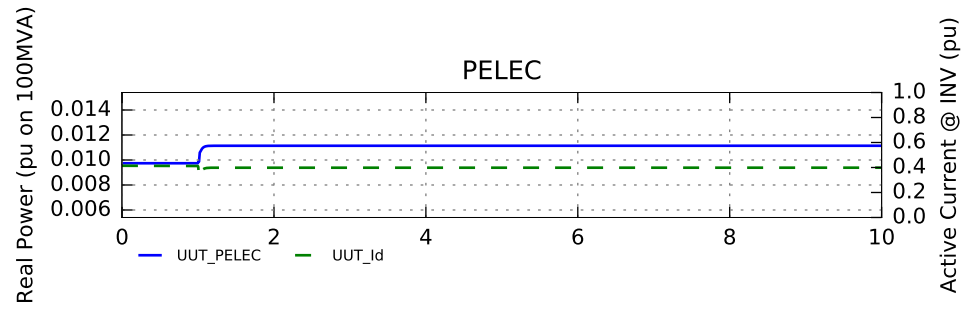 PELEC
Real Power (pu on 100MVA)
0.014
0.012
0.010
0.008
0.006
1.0
0.8
0.6
0.4
0.2
0.0
Active Current @ INV (pu)
0 2 4 6 8 10
UUT_PELEC UUT_Id